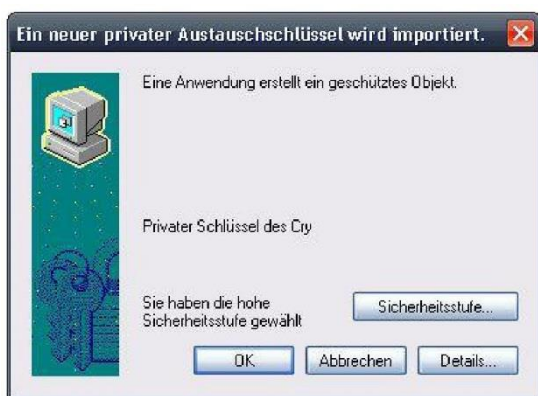 Ein neuer privater Austauschschlüssel wird importiert.
Eine Anwendung erstellt ein geschütztes Objekt.
Privater Schlüssel des Cry
Sie haben die hohe
Sicherheitsstufe gewählt
Sicherheitsstufe...
OK
Abbrechen
Details...